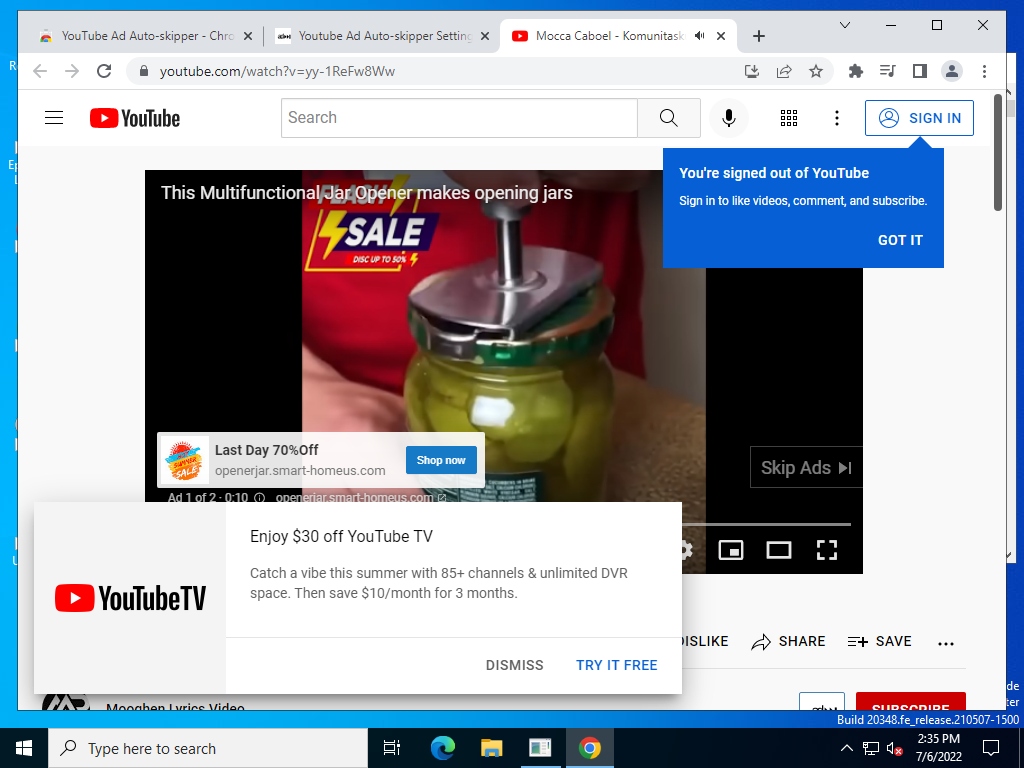 YouTube Ad Auto-skipper - Chro
Youtube Ad Auto-skipper Setting
Mocca Caboel - Komunitask
youtube.com/watch?v=yy-1ReFw8Ww
YouTube
Search
SIGN IN
You're signed out of YouTube
Sign in to like videos, comment, and subscribe.
GOT IT
This Multifunctional Jar Opener makes opening jars
FLASH
SALE
DISC UP TO 50%
Last Day 70%Off
openerjar.smart-homeus.com
Shop now
Skip Ads
Ad 1 of 2 · 0:10
openerjar.smart-homeus.com
YouTubeTV
Enjoy $30 off YouTube TV
Catch a vibe this summer with 85+ channels & unlimited DVR
space. Then save $10/month for 3 months.
DISMISS
TRY IT FREE
DISLIKE
SHARE
SAVE
Mooghen Lyrics Video
SUBSCRIBE
Build 20348.fe_release.210507-1500
Type here to search
2:35 PM
7/6/2022